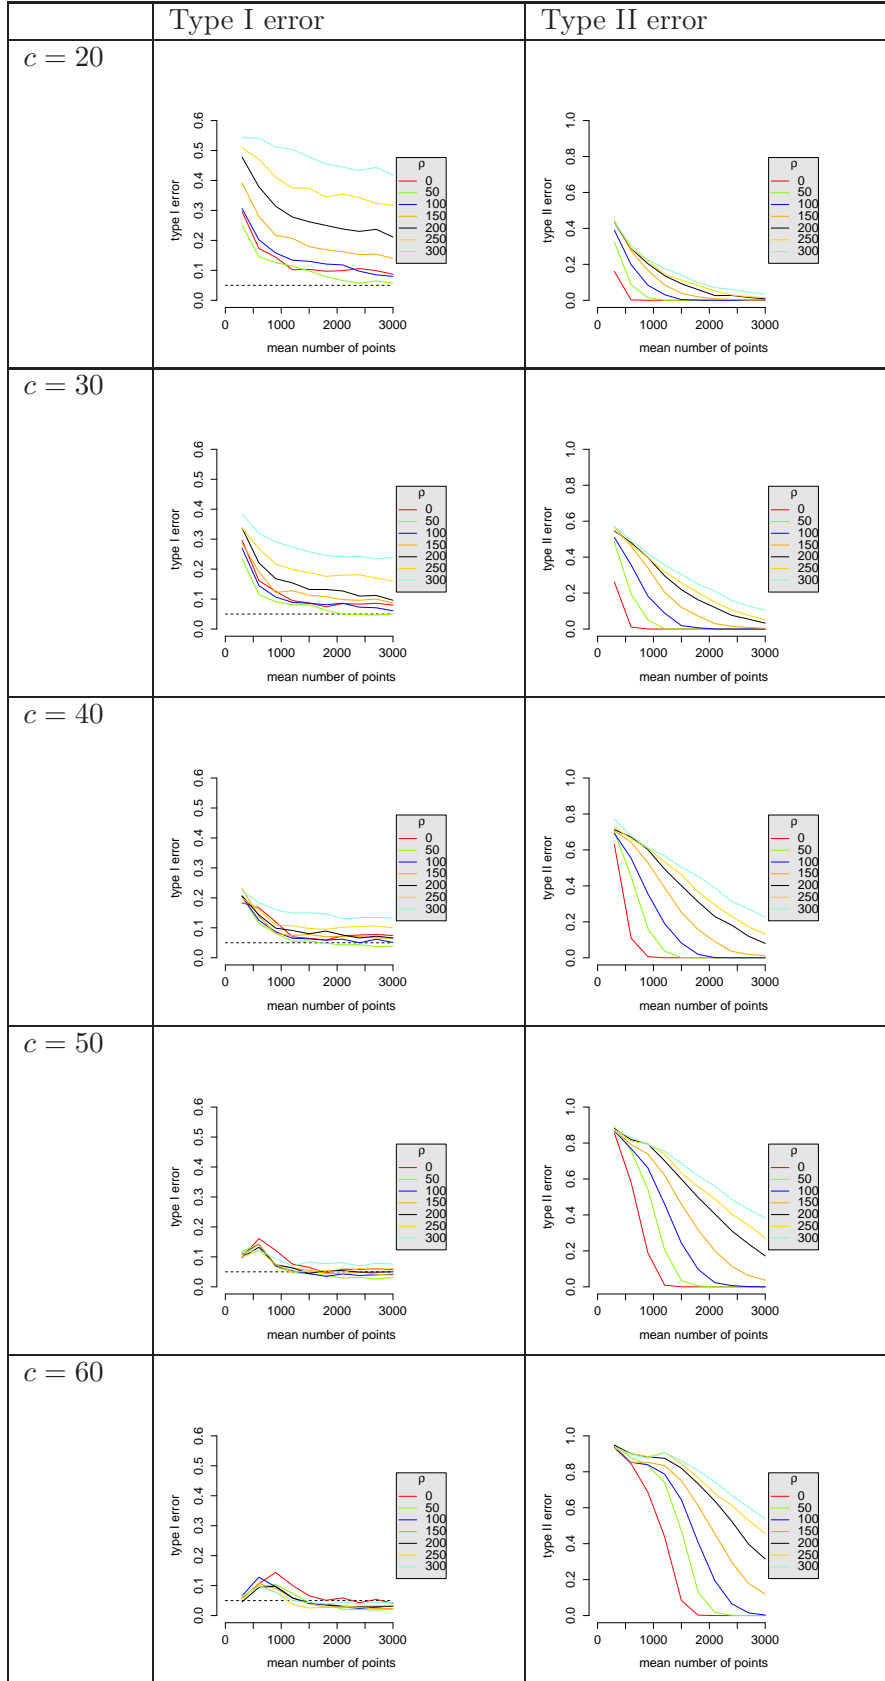 Type I error Type II error
c = 20
type I error
0.0 0.1 0.2 0.3 0.4 0.5 0.6
0 1000 2000 3000
mean number of points
ρ
0
50
100
150
200
250
300
type II error
0.0 0.2 0.4 0.6 0.8 1.0
0 1000 2000 3000
mean number of points
ρ
0
50
100
150
200
250
300
c = 30
type I error
0.0 0.1 0.2 0.3 0.4 0.5 0.6
0 1000 2000 3000
mean number of points
ρ
0
50
100
150
200
250
300
type II error
0.0 0.2 0.4 0.6 0.8 1.0
0 1000 2000 3000
mean number of points
ρ
0
50
100
150
200
250
300
c = 40
type I error
0.0 0.1 0.2 0.3 0.4 0.5 0.6
0 1000 2000 3000
mean number of points
ρ
0
50
100
150
200
250
300
type II error
0.0 0.2 0.4 0.6 0.8 1.0
0 1000 2000 3000
mean number of points
ρ
0
50
100
150
200
250
300
c = 50
type I error
0.0 0.1 0.2 0.3 0.4 0.5 0.6
0 1000 2000 3000
mean number of points
ρ
0
50
100
150
200
250
300
type II error
0.0 0.2 0.4 0.6 0.8 1.0
0 1000 2000 3000
mean number of points
ρ
0
50
100
150
200
250
300
c = 60
type I error
0.0 0.1 0.2 0.3 0.4 0.5 0.6
0 1000 2000 3000
mean number of points
ρ
0
50
100
150
200
250
300
type II error
0.0 0.2 0.4 0.6 0.8 1.0
0 1000 2000 3000
mean number of points
ρ
0
50
100
150
200
250
300